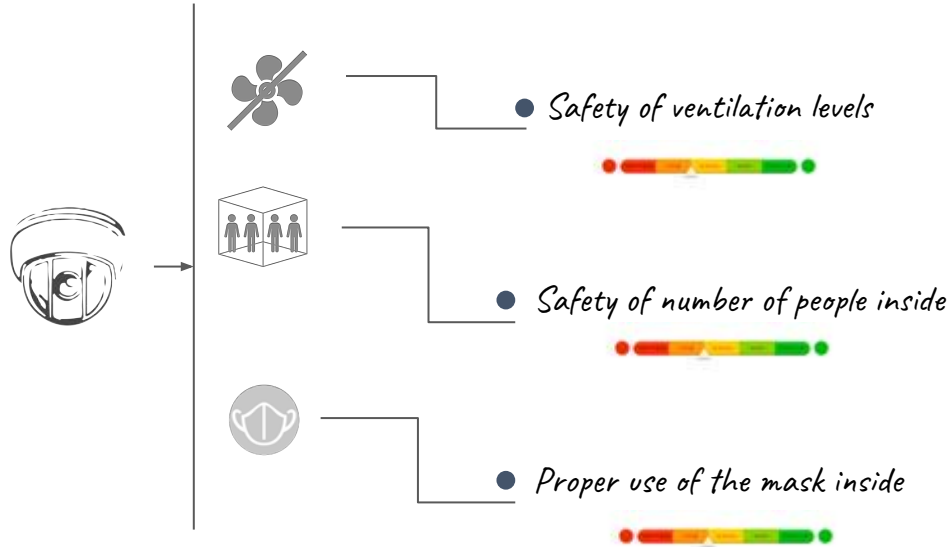 Safety of ventilation levels
Safety of number of people inside
Proper use of the mask inside